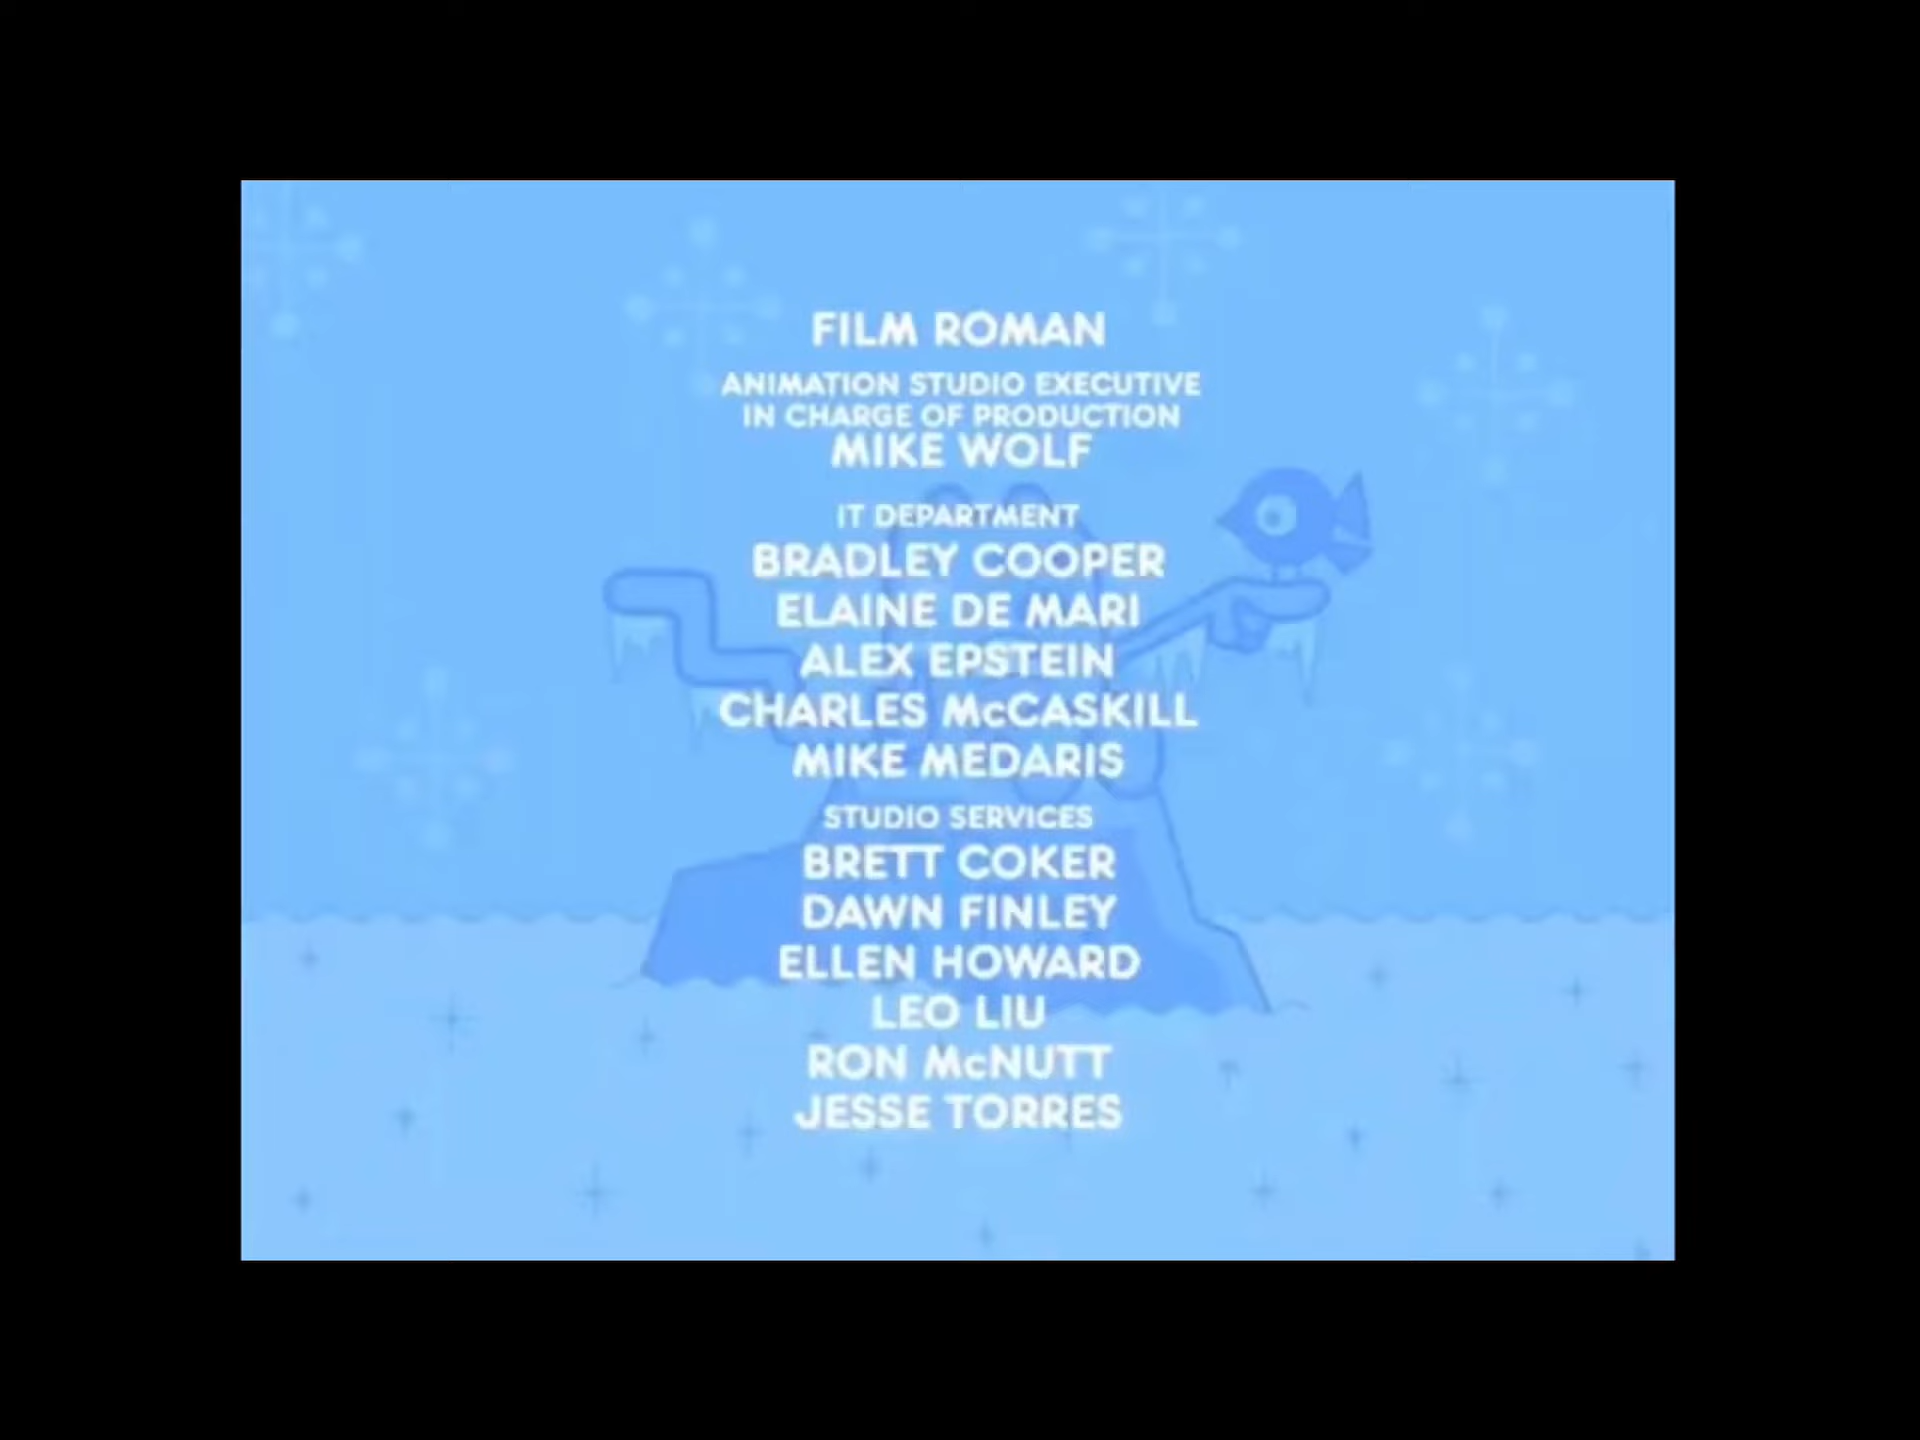 FILM ROMAN
ANIMATION STUDIO EXECUTIVE
IN CHARGE OF PRODUCTION
MIKE WOLF
IT DEPARTMENT
BRADLEY COOPER
ELAINE DE MARI
ALEX EPSTEIN
CHARLES McCASKILL
MIKE MEDARIS
STUDIO SERVICES
BRETT COKER
DAWN FINLEY
ELLEN HOWARD
LEO LIU
RON McNUTT
JESSE TORRES